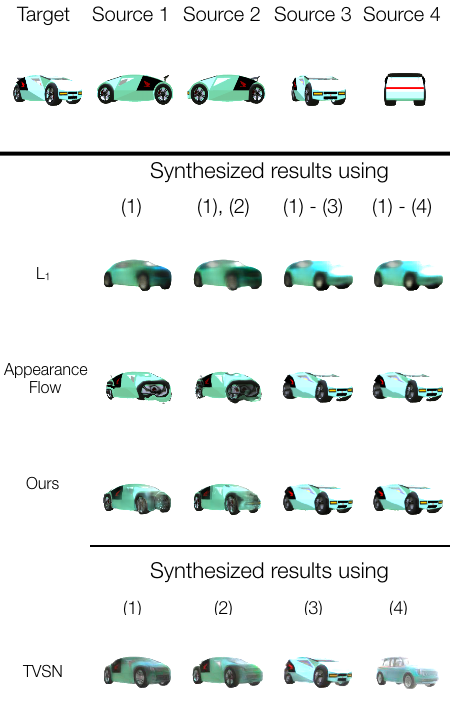 Target Source 1 Source 2 Source 3 Source 4
Synthesized results using
(1) (1), (2) (1) - (3) (1) - (4)
L₁
Appearance
Flow
Ours
Synthesized results using
(1) (2) (3) (4)
TVSN